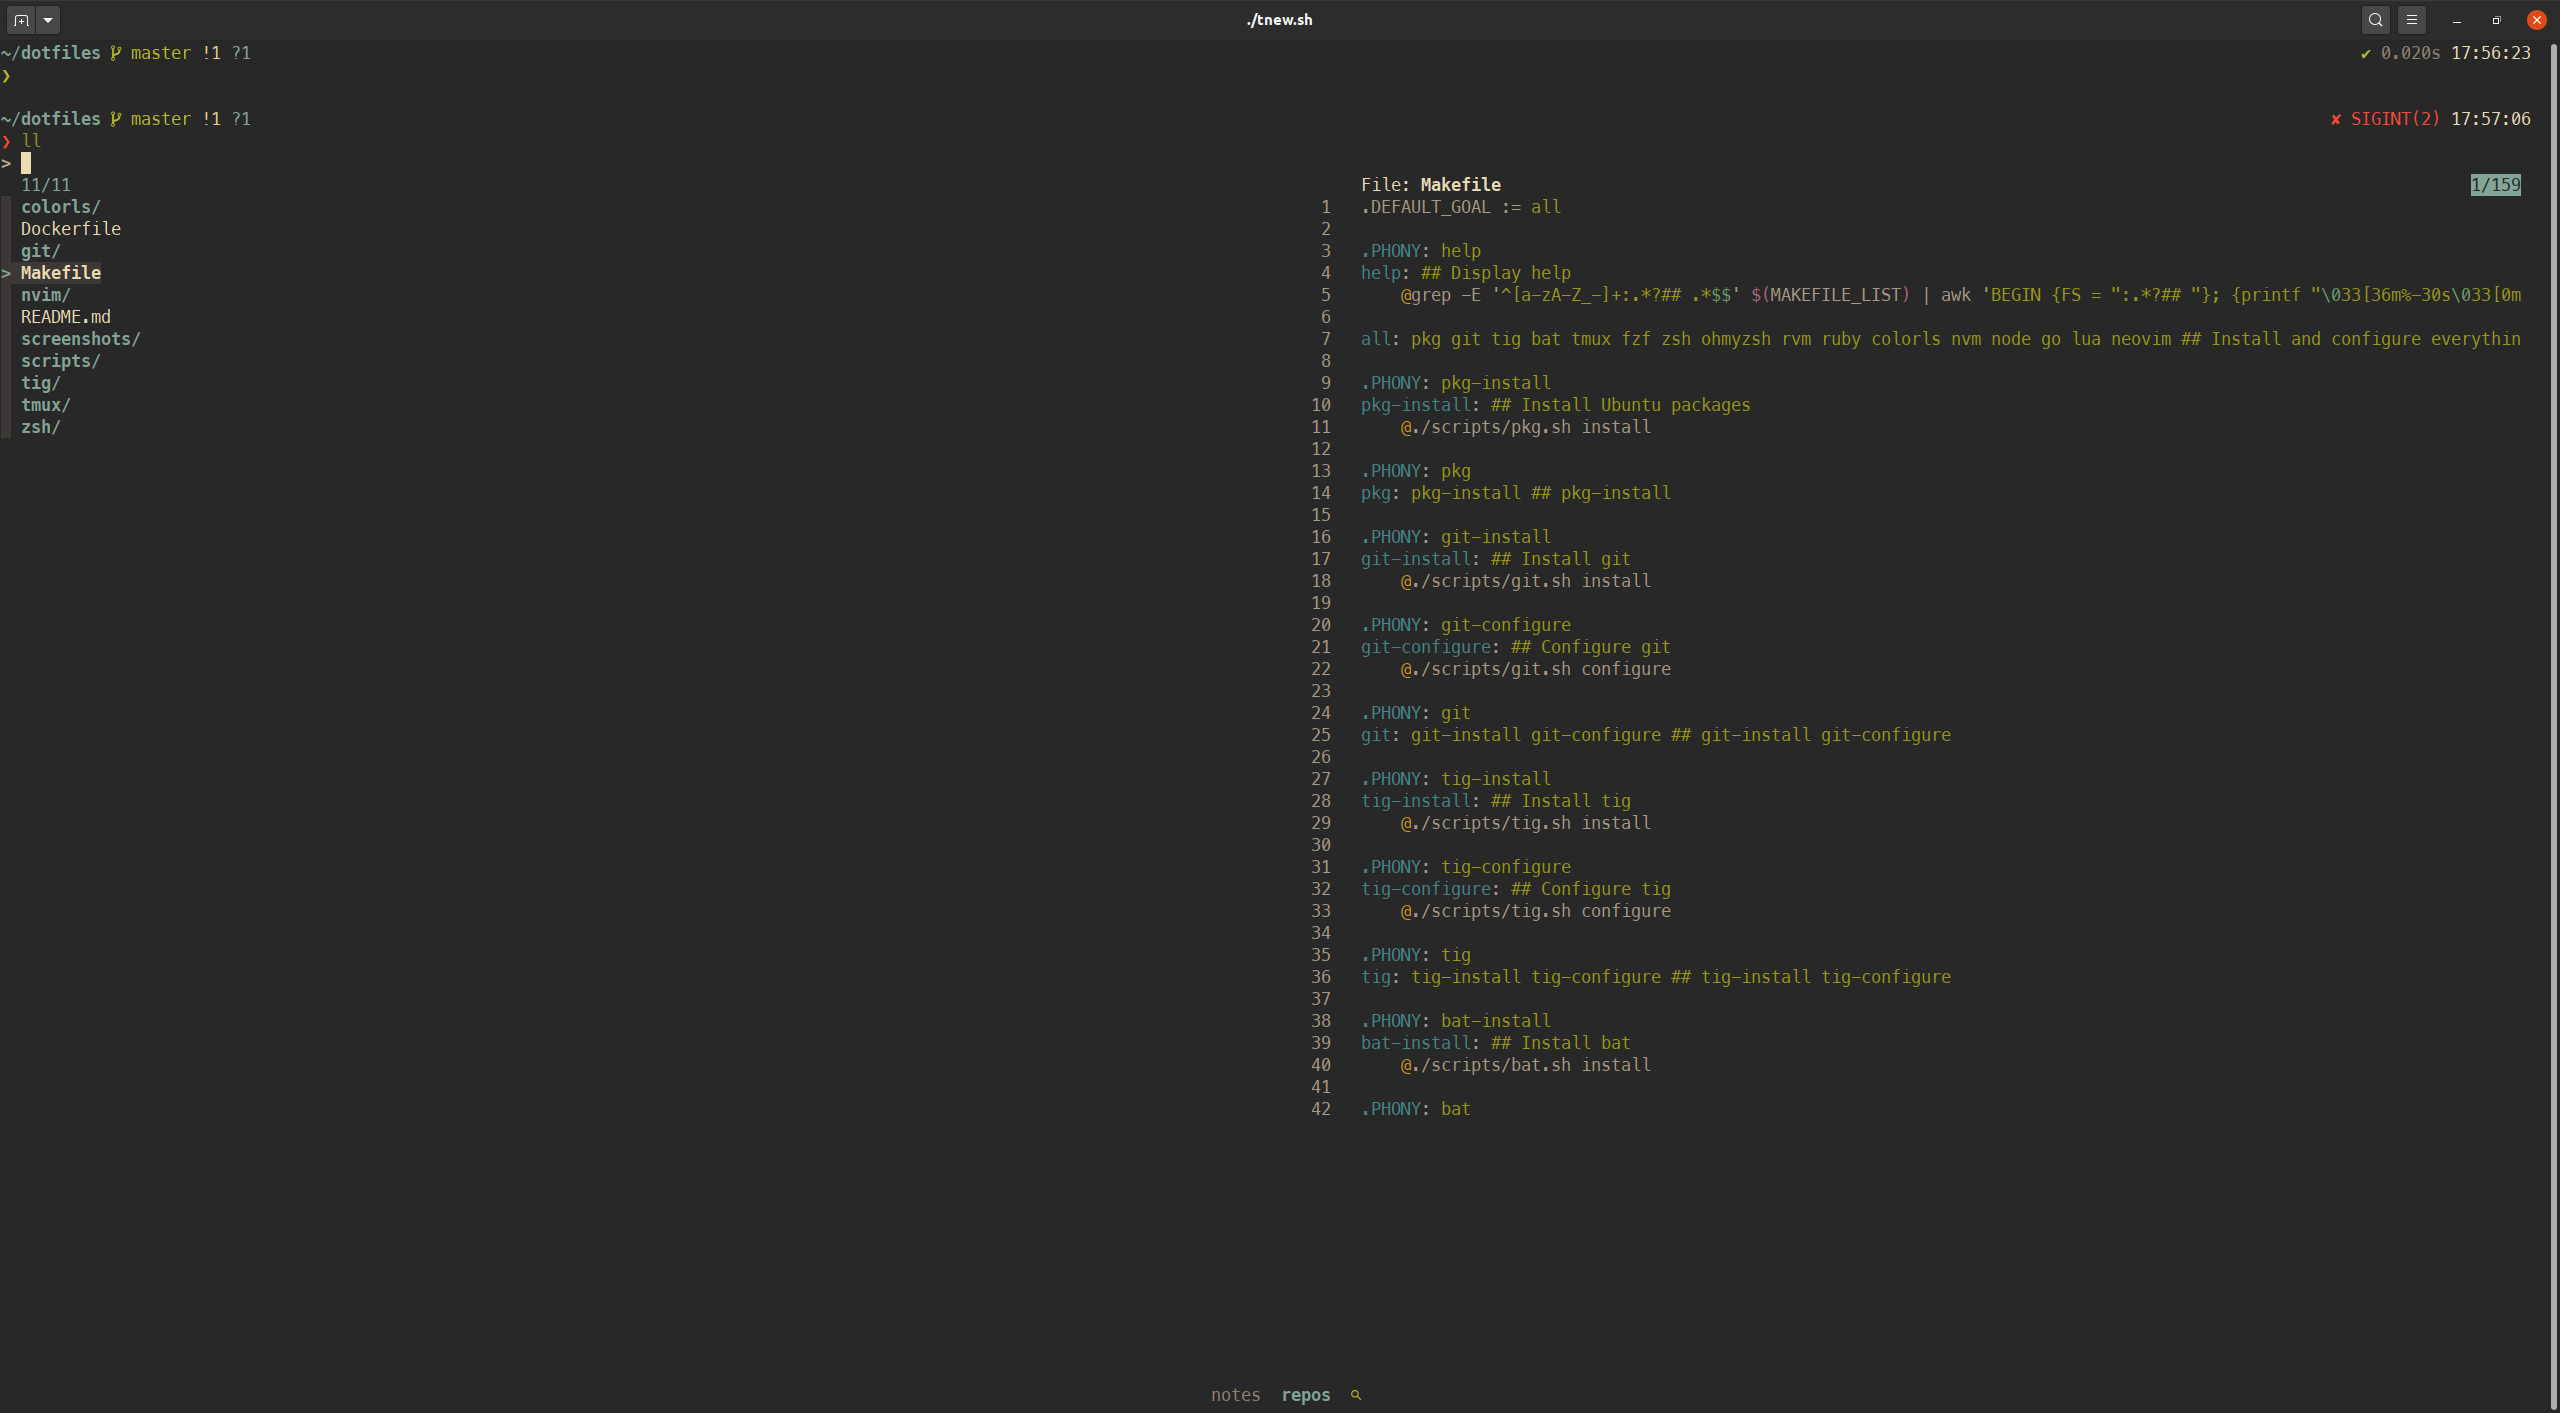 ./tnew.sh
~/dotfiles master !1 ?1 ✔ 0.020s 17:56:23
❯
~/dotfiles master !1 ?1 ✘ SIGINT(2) 17:57:06
❯ ll
>
11/11
colorls/
Dockerfile
git/
> Makefile
nvim/
README.md
screenshots/
scripts/
tig/
tmux/
zsh/
File: Makefile 1/159
1 .DEFAULT_GOAL := all
2
3 .PHONY: help
4 help: ## Display help
5 @grep -E '^[a-zA-Z_-]+:.*?## .*$$' $(MAKEFILE_LIST) | awk 'BEGIN {FS = ":.*?## "}; {printf "\033[36m%-30s\033[0m
6
7 all: pkg git tig bat tmux fzf zsh ohmyzsh rvm ruby colorls nvm node go lua neovim ## Install and configure everythin
8
9 .PHONY: pkg-install
10 pkg-install: ## Install Ubuntu packages
11 @./scripts/pkg.sh install
12
13 .PHONY: pkg
14 pkg: pkg-install ## pkg-install
15
16 .PHONY: git-install
17 git-install: ## Install git
18 @./scripts/git.sh install
19
20 .PHONY: git-configure
21 git-configure: ## Configure git
22 @./scripts/git.sh configure
23
24 .PHONY: git
25 git: git-install git-configure ## git-install git-configure
26
27 .PHONY: tig-install
28 tig-install: ## Install tig
29 @./scripts/tig.sh install
30
31 .PHONY: tig-configure
32 tig-configure: ## Configure tig
33 @./scripts/tig.sh configure
34
35 .PHONY: tig
36 tig: tig-install tig-configure ## tig-install tig-configure
37
38 .PHONY: bat-install
39 bat-install: ## Install bat
40 @./scripts/bat.sh install
41
42 .PHONY: bat
notes repos